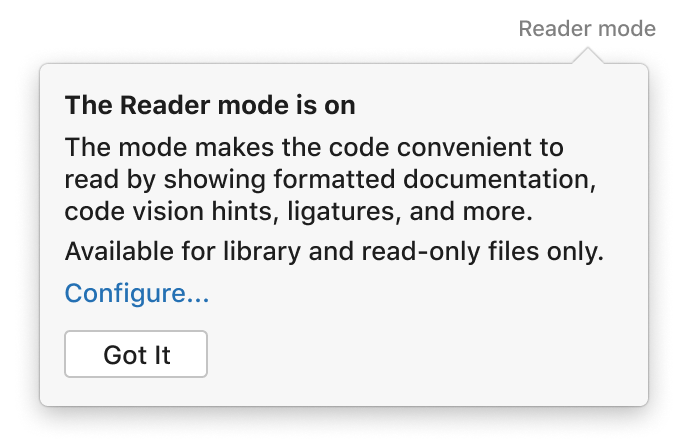 Reader mode
The Reader mode is on
The mode makes the code convenient to
read by showing formatted documentation,
code vision hints, ligatures, and more.
Available for library and read-only files only.
Configure...
Got It